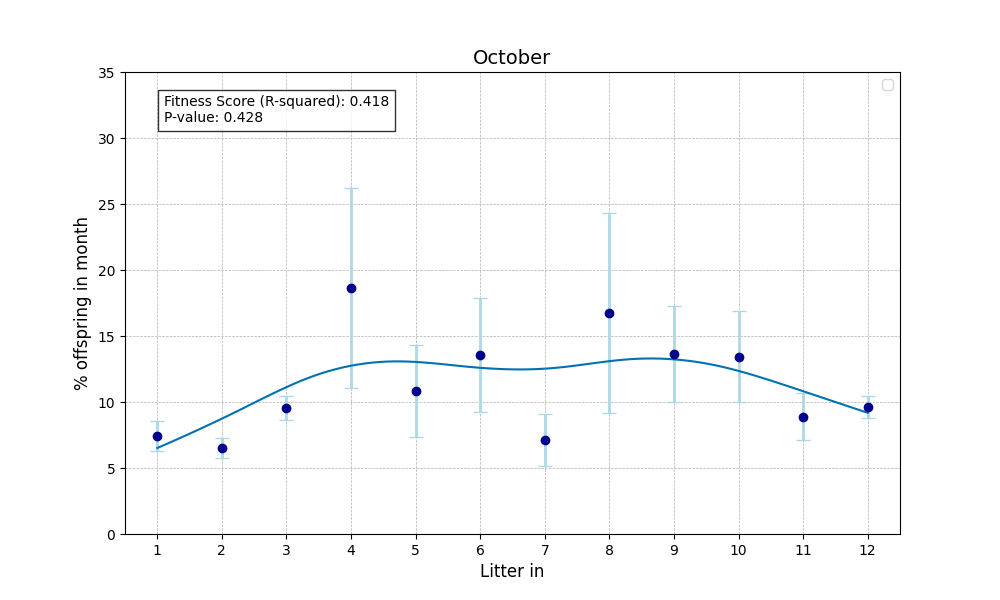 October
Fitness Score (R-squared): 0.418
P-value: 0.428
% offspring in month
35
30
25
20
15
10
5
0
1 2 3 4 5 6 7 8 9 10 11 12
Litter in